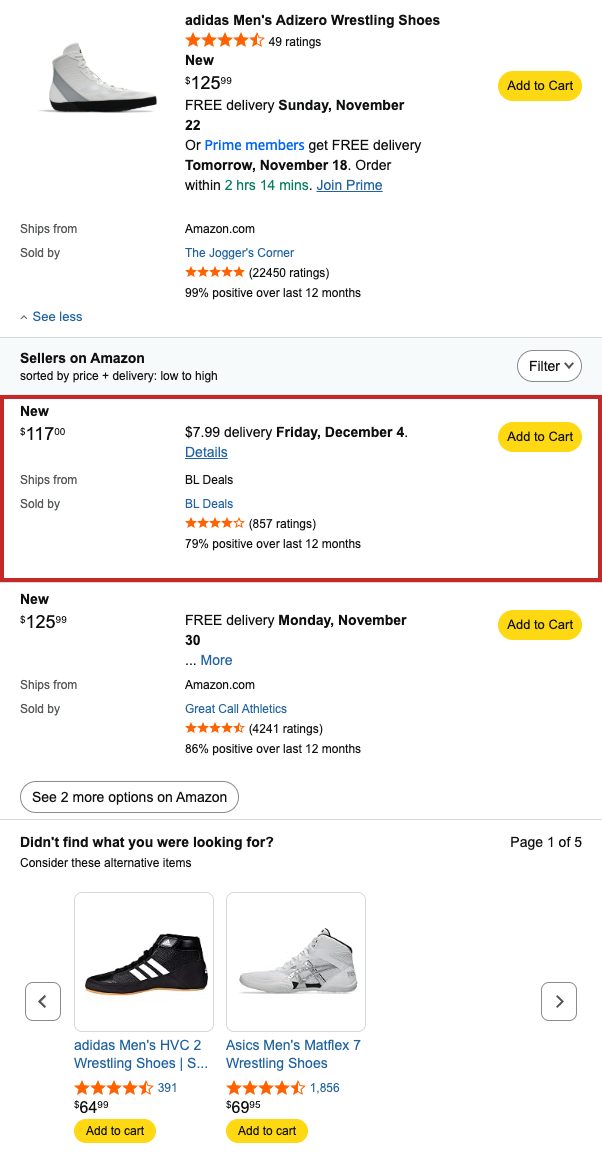 adidas Men's Adizero Wrestling Shoes
49 ratings
New
$125.99
FREE delivery Sunday, November
22
Or Prime members get FREE delivery
Tomorrow, November 18. Order
within 2 hrs 14 mins. Join Prime
Add to Cart
Ships from Amazon.com
Sold by The Jogger's Corner
(22450 ratings)
99% positive over last 12 months
See less
Sellers on Amazon
sorted by price + delivery: low to high
Filter
New
$117.00
$7.99 delivery Friday, December 4.
Details
Add to Cart
Ships from BL Deals
Sold by BL Deals
(857 ratings)
79% positive over last 12 months
New
$125.99
FREE delivery Monday, November
30
... More
Add to Cart
Ships from Amazon.com
Sold by Great Call Athletics
(4241 ratings)
86% positive over last 12 months
See 2 more options on Amazon
Didn't find what you were looking for?
Page 1 of 5
Consider these alternative items
adidas Men's HVC 2
Wrestling Shoes | S...
391
$64.99
Add to cart
Asics Men's Matflex 7
Wrestling Shoes
1,856
$69.95
Add to cart